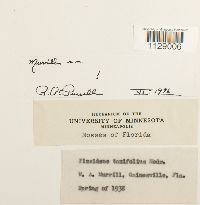 1129006
HERBARIUM OF THE
UNIVERSITY OF MINNESOTA
MINNEAPOLIS
Mosses of Florida
Fissidens taxifolius Hedw.
W. A. Murrill, Gainesville, Fla.
Spring of 1938